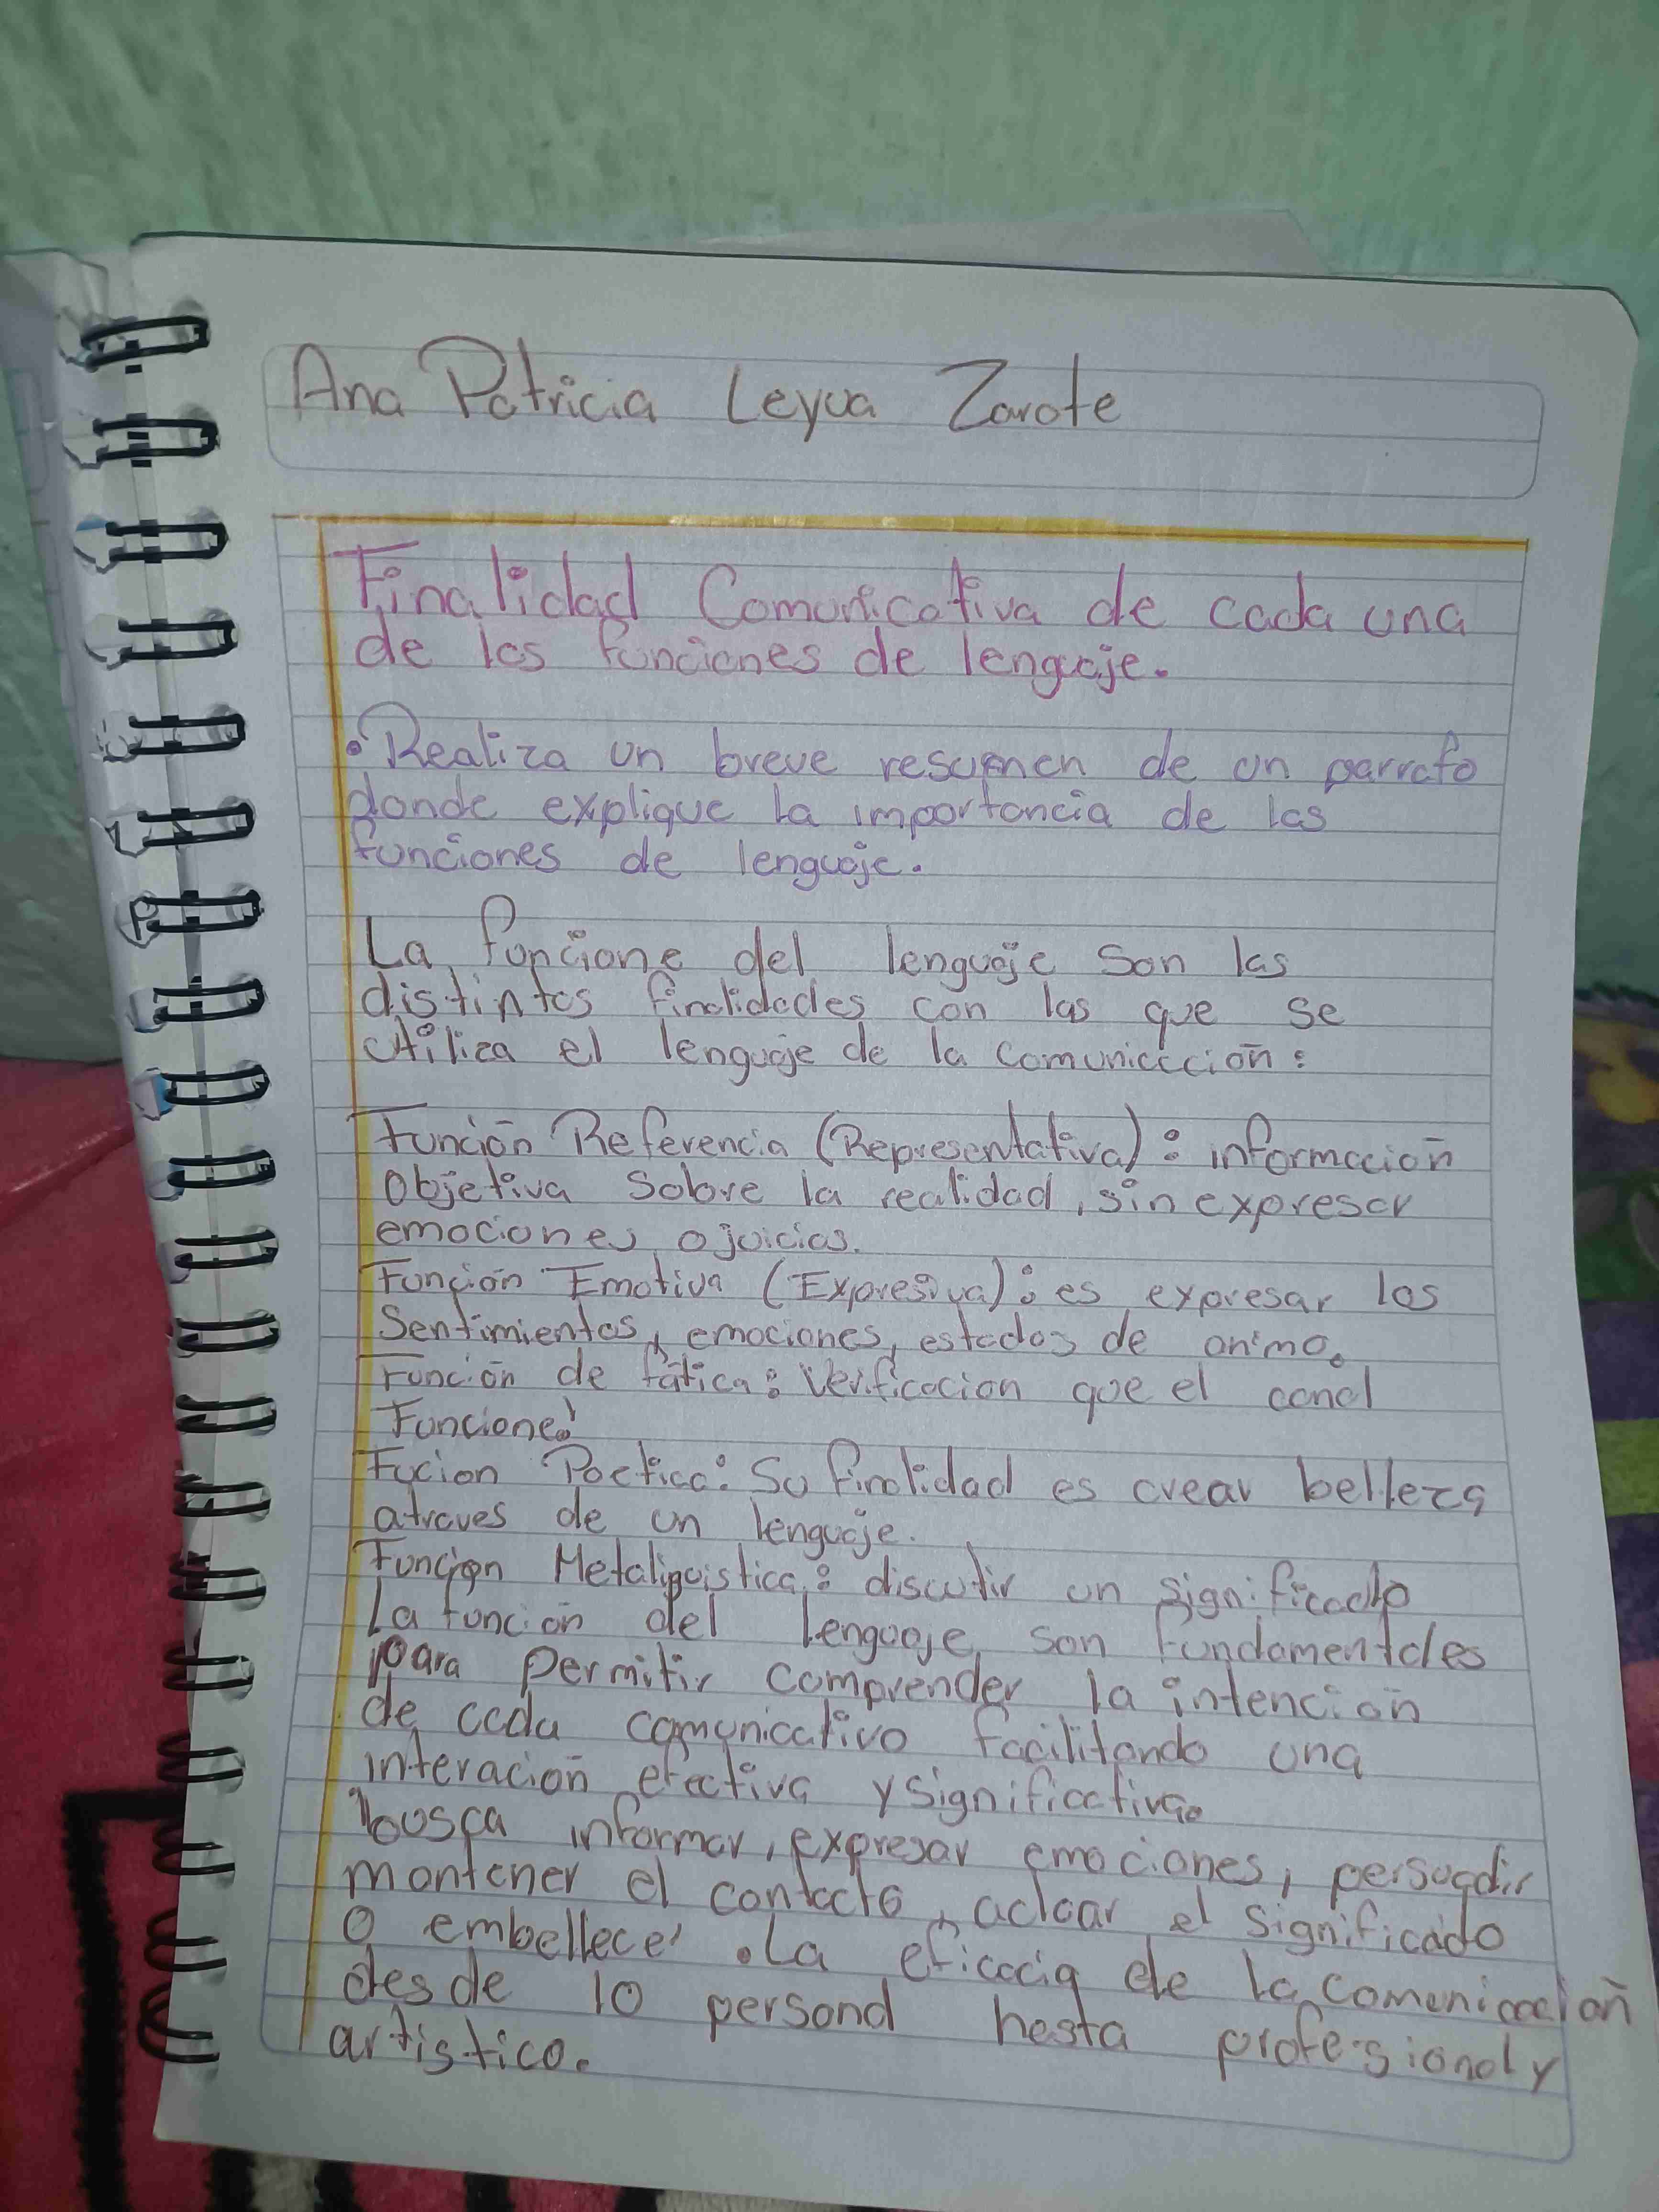 Ana Patricia Leyva Zarate
Finalidad Comunicativa de cada una
de las funciones de lenguaje.
• Realiza un breve resumen de un parrafo
donde explique la importancia de las
funciones de lenguaje.
La funcione del lenguaje son las
distintas finalidades con las que se
utiliza el lenguaje de la comunicación:
Función Referencia (Representativa): información
Objetiva Sobre la realidad, sin expresar
emociones o juicios.
Función Emotiva (Expresiva): es expresar los
Sentimientos, emociones, estados de animo.
Función de fática: Verificacion que el canal
Funcione!
Fucion Poetica: Su finalidad es crear belleza
atraves de un lenguaje.
Función Metalinguistica: discutir un significado
La función del lenguaje son fundamentales
para permitir comprender la intención
de cada comunicativo facilitando una
interación efectiva y significativa.
busca informar, expresar emociones, persuadir
mantener el contacto, acloar el significado
o embellecer. La eficacia de la comunicación
desde lo personal hasta profesional y
artistico.